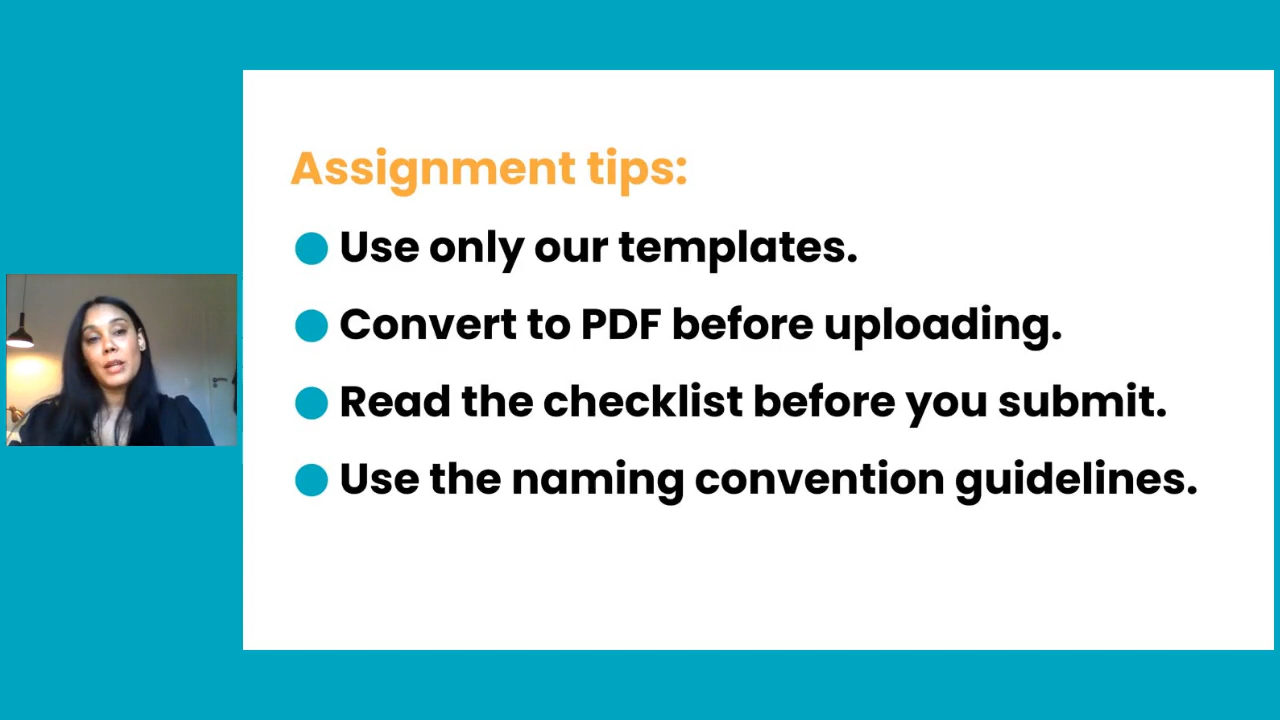 Assignment tips:
Use only our templates.
Convert to PDF before uploading.
Read the checklist before you submit.
Use the naming convention guidelines.